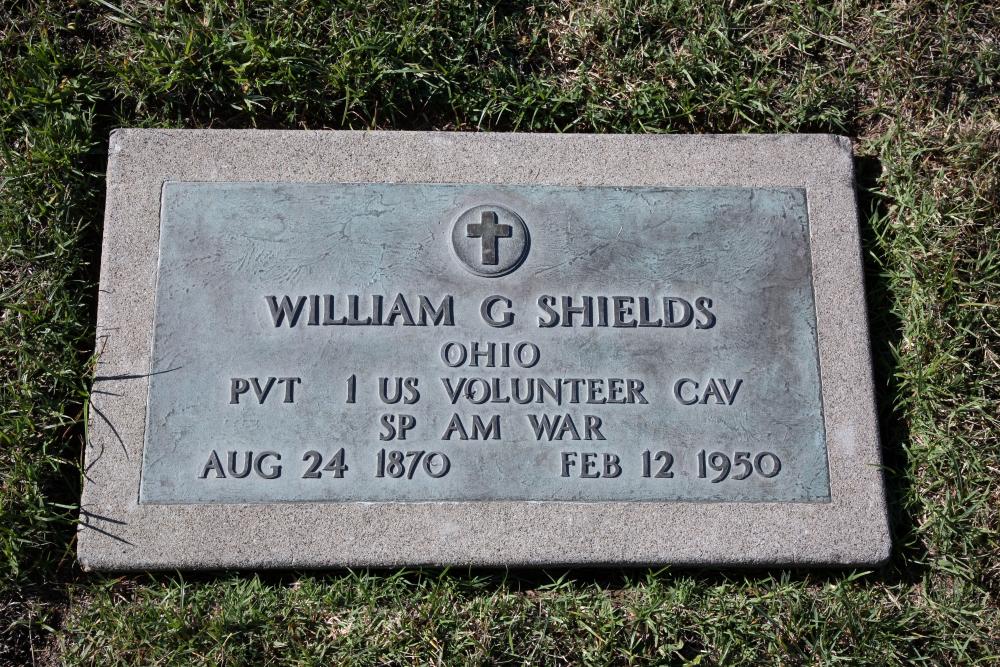 WILLIAM G SHIELDS
OHIO
PVT 1 US VOLUNTEER CAV
SP AM WAR
AUG 24 1870 FEB 12 1950